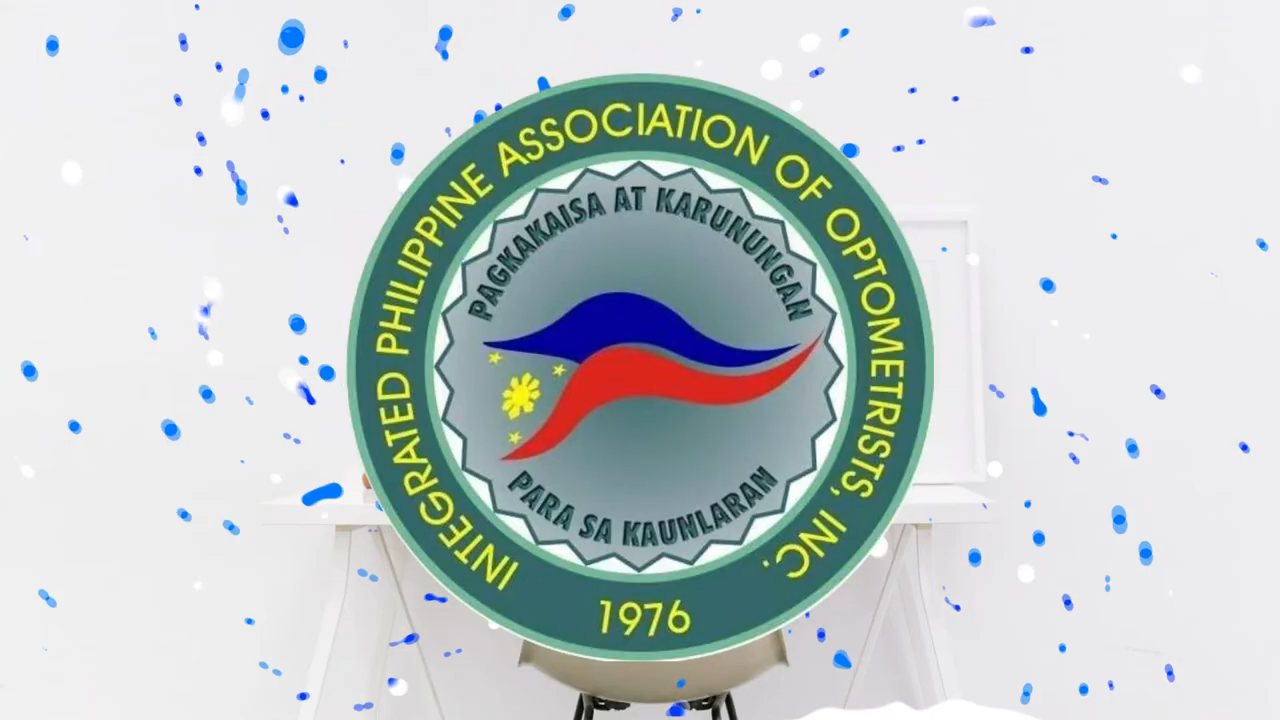 INTEGRATED PHILIPPINE ASSOCIATION OF OPTOMETRISTS, INC.
PAGKAKAISA AT KARUNUNGAN
PARA SA KAUNLARAN
1976